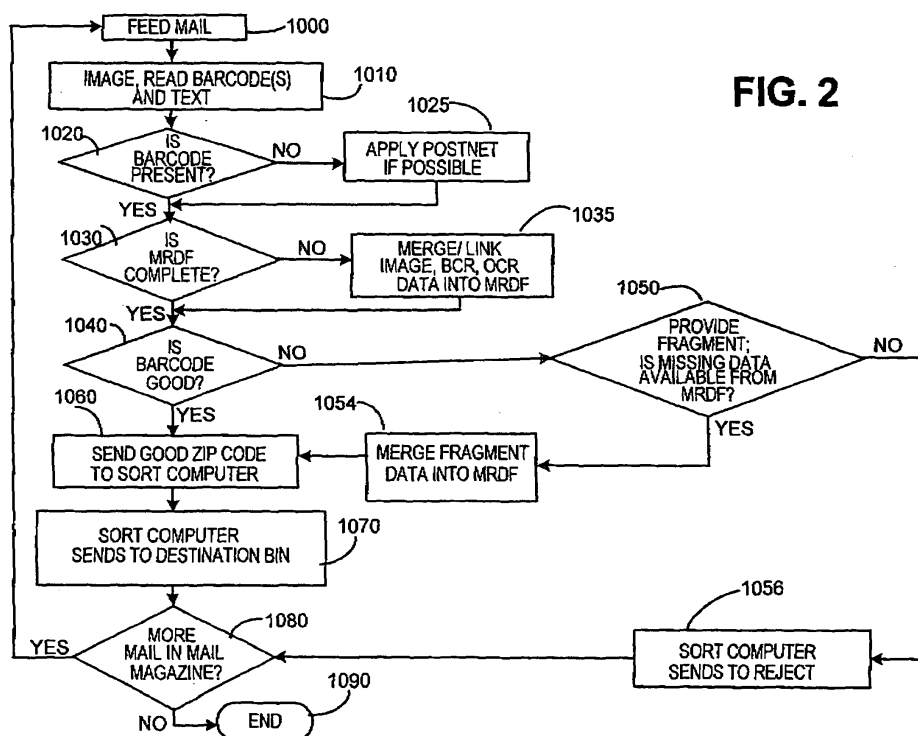 FEED MAIL
1000
IMAGE, READ BARCODE(S)
AND TEXT
1010
FIG. 2
1020
IS
BARCODE
PRESENT?
NO
1025
APPLY POSTNET
IF POSSIBLE
YES
1030
IS
MRDF
COMPLETE?
NO
1035
MERGE/ LINK
IMAGE, BCR, OCR
DATA INTO MRDF
YES
1040
IS
BARCODE
GOOD?
NO
1050
PROVIDE
FRAGMENT;
IS MISSING DATA
AVAILABLE FROM
MRDF?
NO
YES
YES
1060
SEND GOOD ZIP CODE
TO SORT COMPUTER
1054
MERGE FRAGMENT
DATA INTO MRDF
SORT COMPUTER
SENDS TO DESTINATION BIN
1070
1056
SORT COMPUTER
SENDS TO REJECT
1080
MORE
MAIL IN MAIL
MAGAZINE?
YES
NO
END
1090